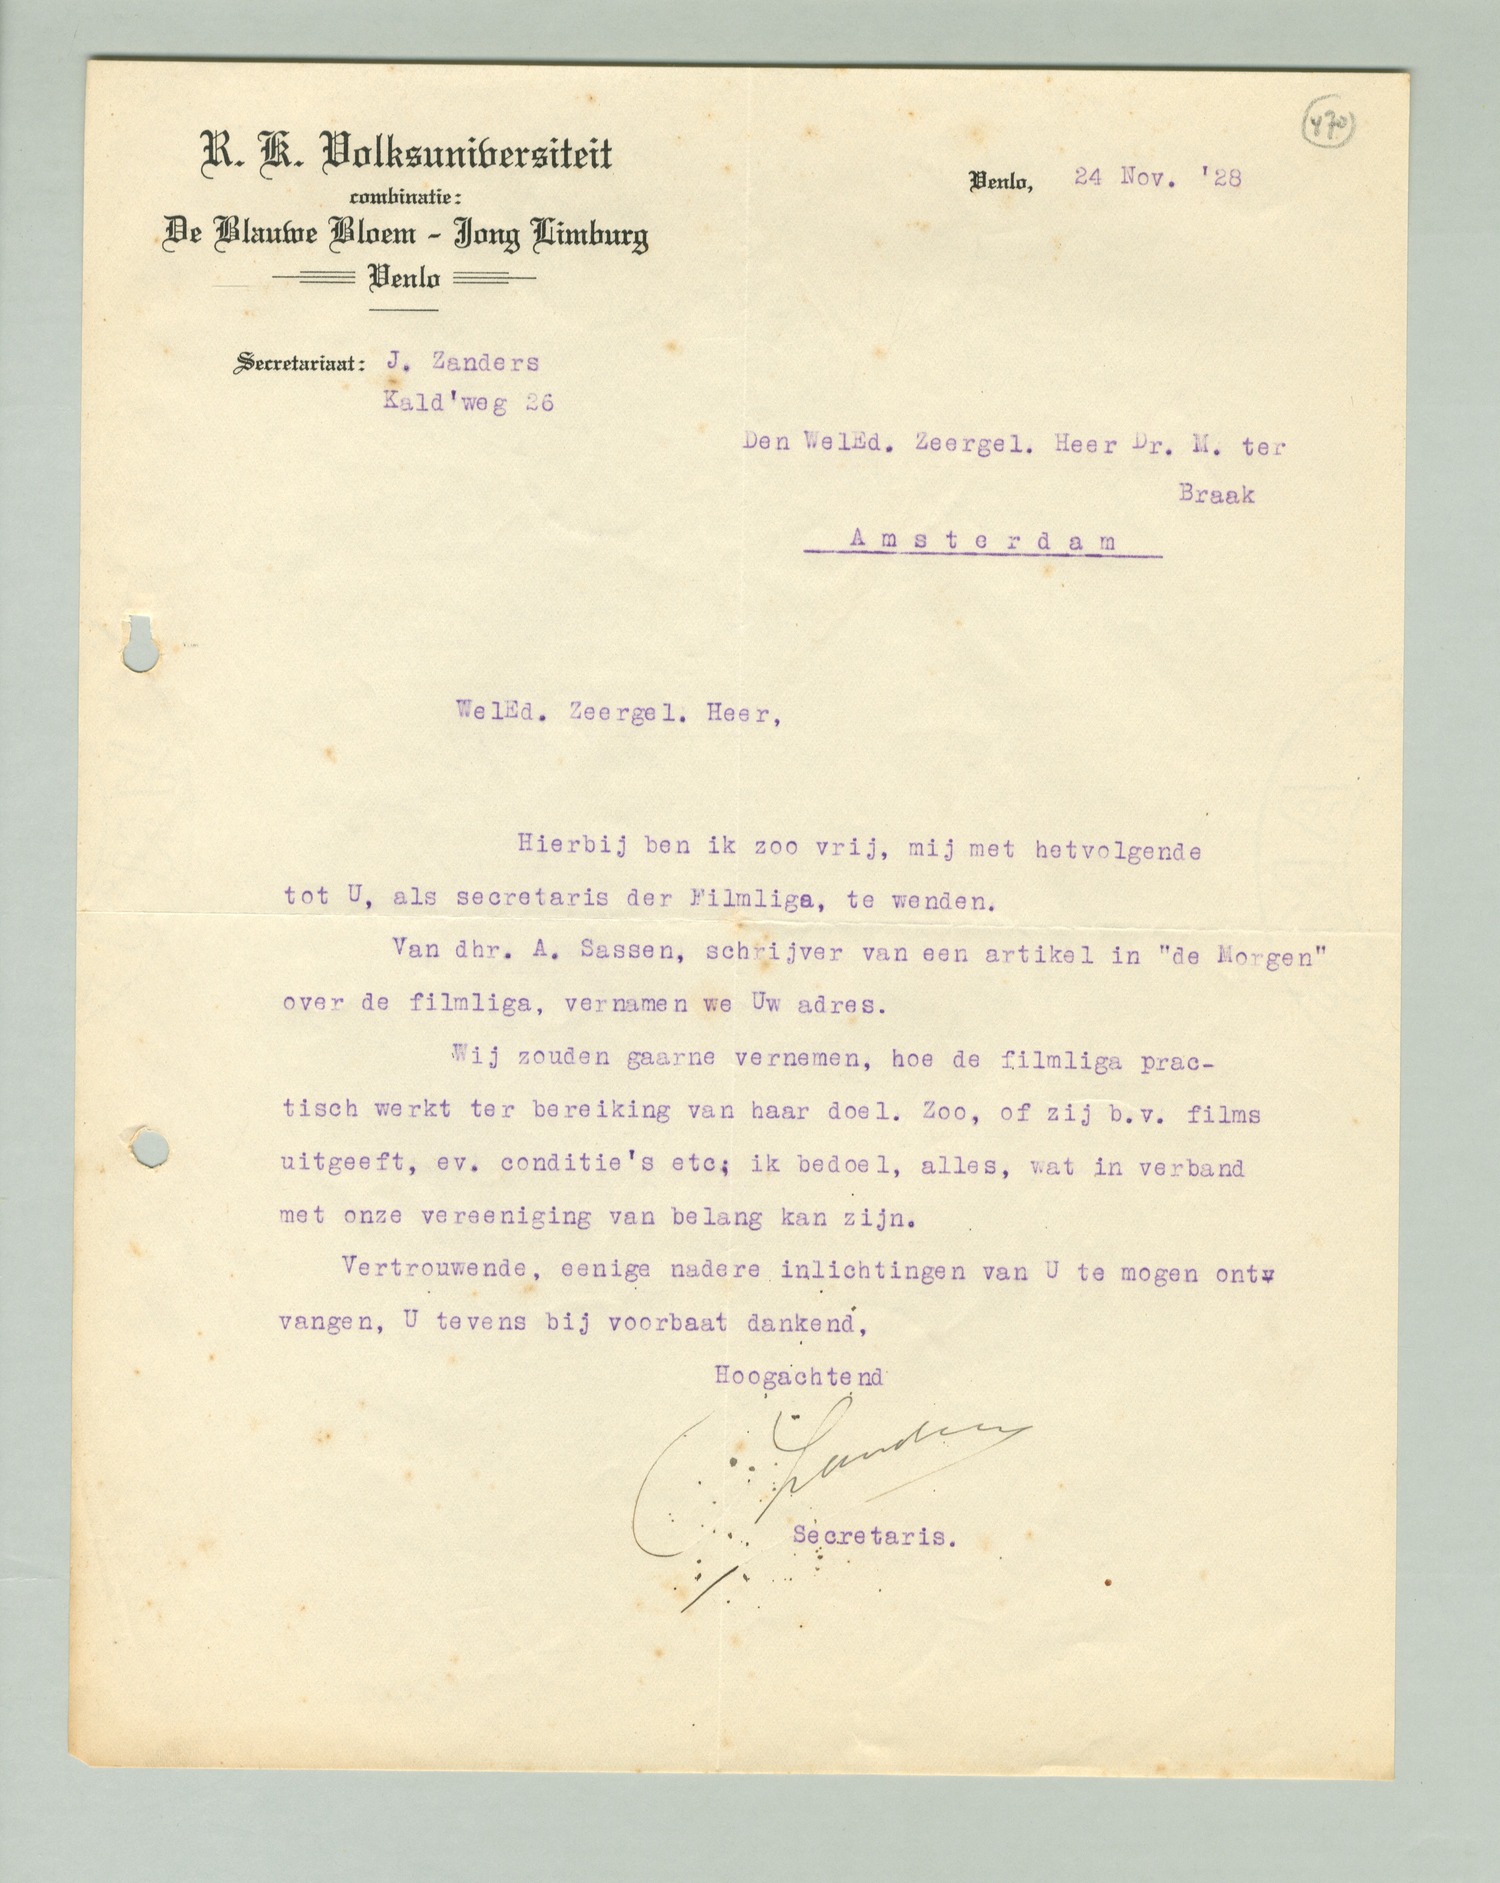 470
R. K. Volksuniversiteit
combinatie:
De Blauwe Bloem - Jong Limburg
Venlo
Venlo, 24 Nov. '28
Secretariaat: J. Zanders
Kald'weg 26
Den WelEd. Zeergel. Heer Dr. M. ter
Braak
Amsterdam
WelEd. Zeergel. Heer,
Hierbij ben ik zoo vrij, mij met hetvolgende
tot U, als secretaris der Filmliga, te wenden.
Van dhr. A. Sassen, schrijver van een artikel in "de Morgen"
over de filmliga, vernamen we Uw adres.
Wij zouden gaarne vernemen, hoe de filmliga prac-
tisch werkt ter bereiking van haar doel. Zoo, of zij b.v. films
uitgeeft, ev. conditie's etc; ik bedoel, alles, wat in verband
met onze vereeniging van belang kan zijn.
Vertrouwende, eenige nadere inlichtingen van U te mogen ont-
vangen, U tevens bij voorbaat dankend,
Hoogachtend
J Zanders
Secretaris.